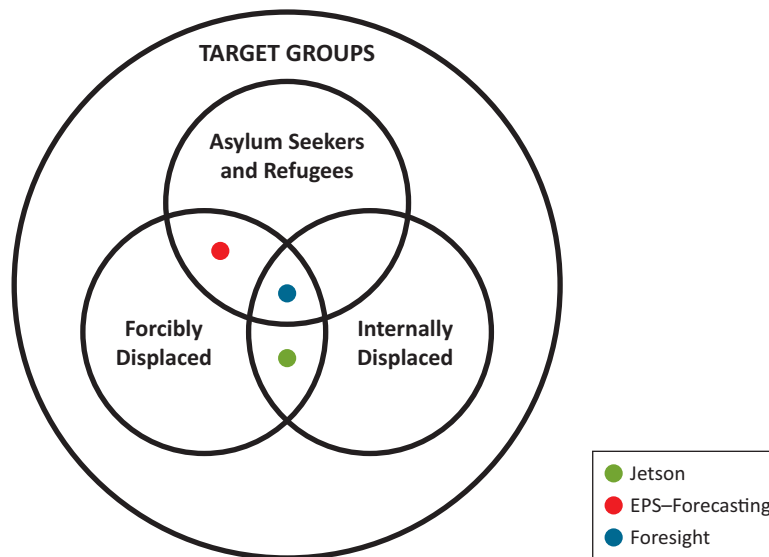 TARGET GROUPS
Asylum Seekers
and Refugees
Forcibly
Displaced
Internally
Displaced
Jetson
EPS–Forecasting
Foresight